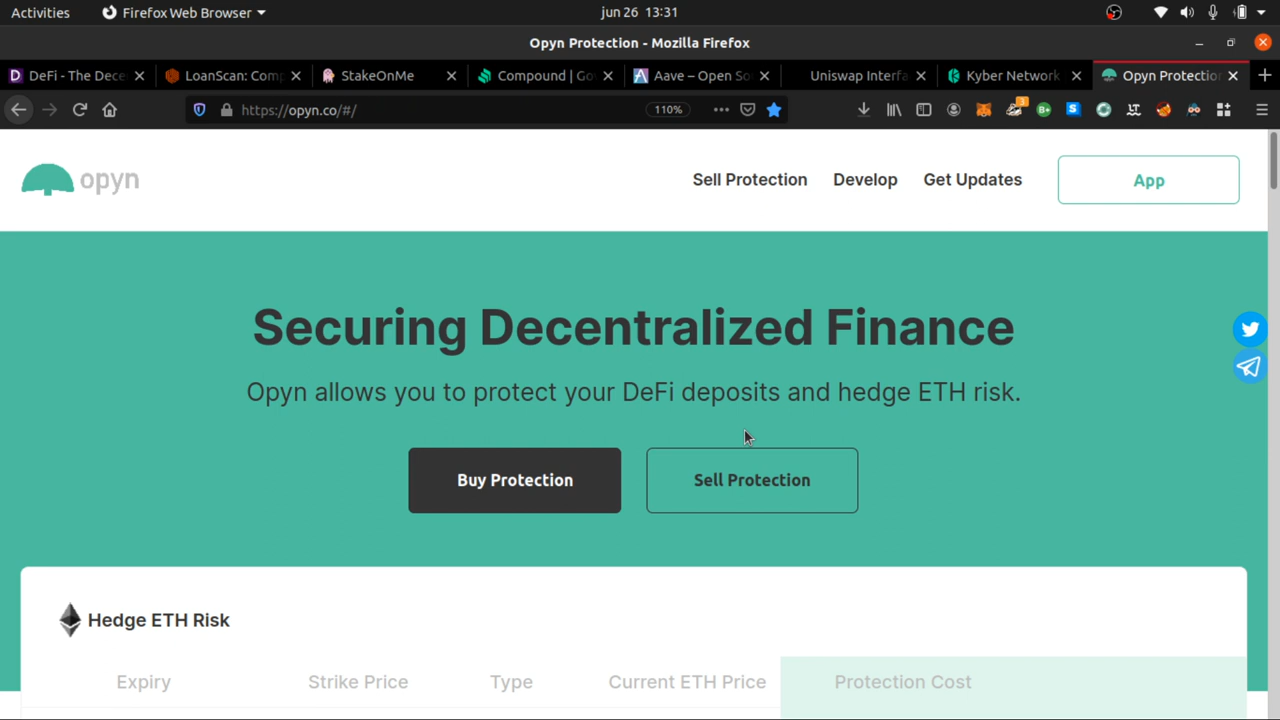 Activities Firefox Web Browser jun 26 13:31
Opyn Protection - Mozilla Firefox
DeFi - The Dece LoanScan: Comp StakeOnMe Compound | Go Aave – Open So Uniswap Interfa Kyber Network Opyn Protectio
https://opyn.co/#/ 110% 3 B+ S LT
opyn Sell Protection Develop Get Updates App
Securing Decentralized Finance
Opyn allows you to protect your DeFi deposits and hedge ETH risk.
Buy Protection Sell Protection
Hedge ETH Risk
Expiry Strike Price Type Current ETH Price Protection Cost